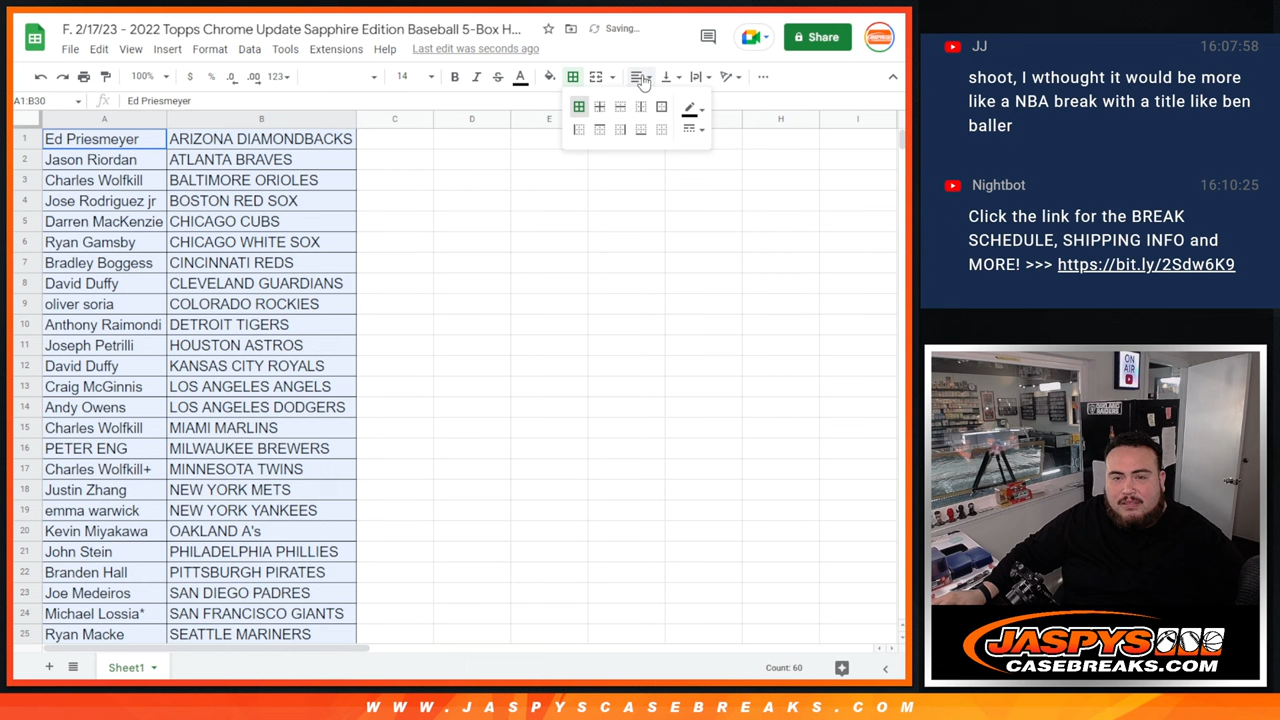 F. 2/17/23 - 2022 Topps Chrome Update Sapphire Edition Baseball 5-Box H...
Saving...
Share
File Edit View Insert Format Data Tools Extensions Help Last edit was seconds ago
100% $ % .0 .00 123 14 B I S A
A1:B30 fx Ed Priesmeyer
A B C D E H I
1 Ed Priesmeyer ARIZONA DIAMONDBACKS
2 Jason Riordan ATLANTA BRAVES
3 Charles Wolfkill BALTIMORE ORIOLES
4 Jose Rodriguez jr BOSTON RED SOX
5 Darren MacKenzie CHICAGO CUBS
6 Ryan Gamsby CHICAGO WHITE SOX
7 Bradley Boggess CINCINNATI REDS
8 David Duffy CLEVELAND GUARDIANS
9 oliver soria COLORADO ROCKIES
10 Anthony Raimondi DETROIT TIGERS
11 Joseph Petrilli HOUSTON ASTROS
12 David Duffy KANSAS CITY ROYALS
13 Craig McGinnis LOS ANGELES ANGELS
14 Andy Owens LOS ANGELES DODGERS
15 Charles Wolfkill MIAMI MARLINS
16 PETER ENG MILWAUKEE BREWERS
17 Charles Wolfkill+ MINNESOTA TWINS
18 Justin Zhang NEW YORK METS
19 emma warwick NEW YORK YANKEES
20 Kevin Miyakawa OAKLAND A's
21 John Stein PHILADELPHIA PHILLIES
22 Branden Hall PITTSBURGH PIRATES
23 Joe Medeiros SAN DIEGO PADRES
24 Michael Lossia* SAN FRANCISCO GIANTS
25 Ryan Macke SEATTLE MARINERS
Sheet1
Count: 60
JJ 16:07:58
shoot, I wthought it would be more
like a NBA break with a title like ben
baller
Nightbot 16:10:25
Click the link for the BREAK
SCHEDULE, SHIPPING INFO and
MORE! >>> https://bit.ly/2Sdw6K9
ON
AIR
OAKLAND
RAIDERS
JASPYS
CASEBREAKS.COM
WWW.JASPYSCASEBREAKS.COM